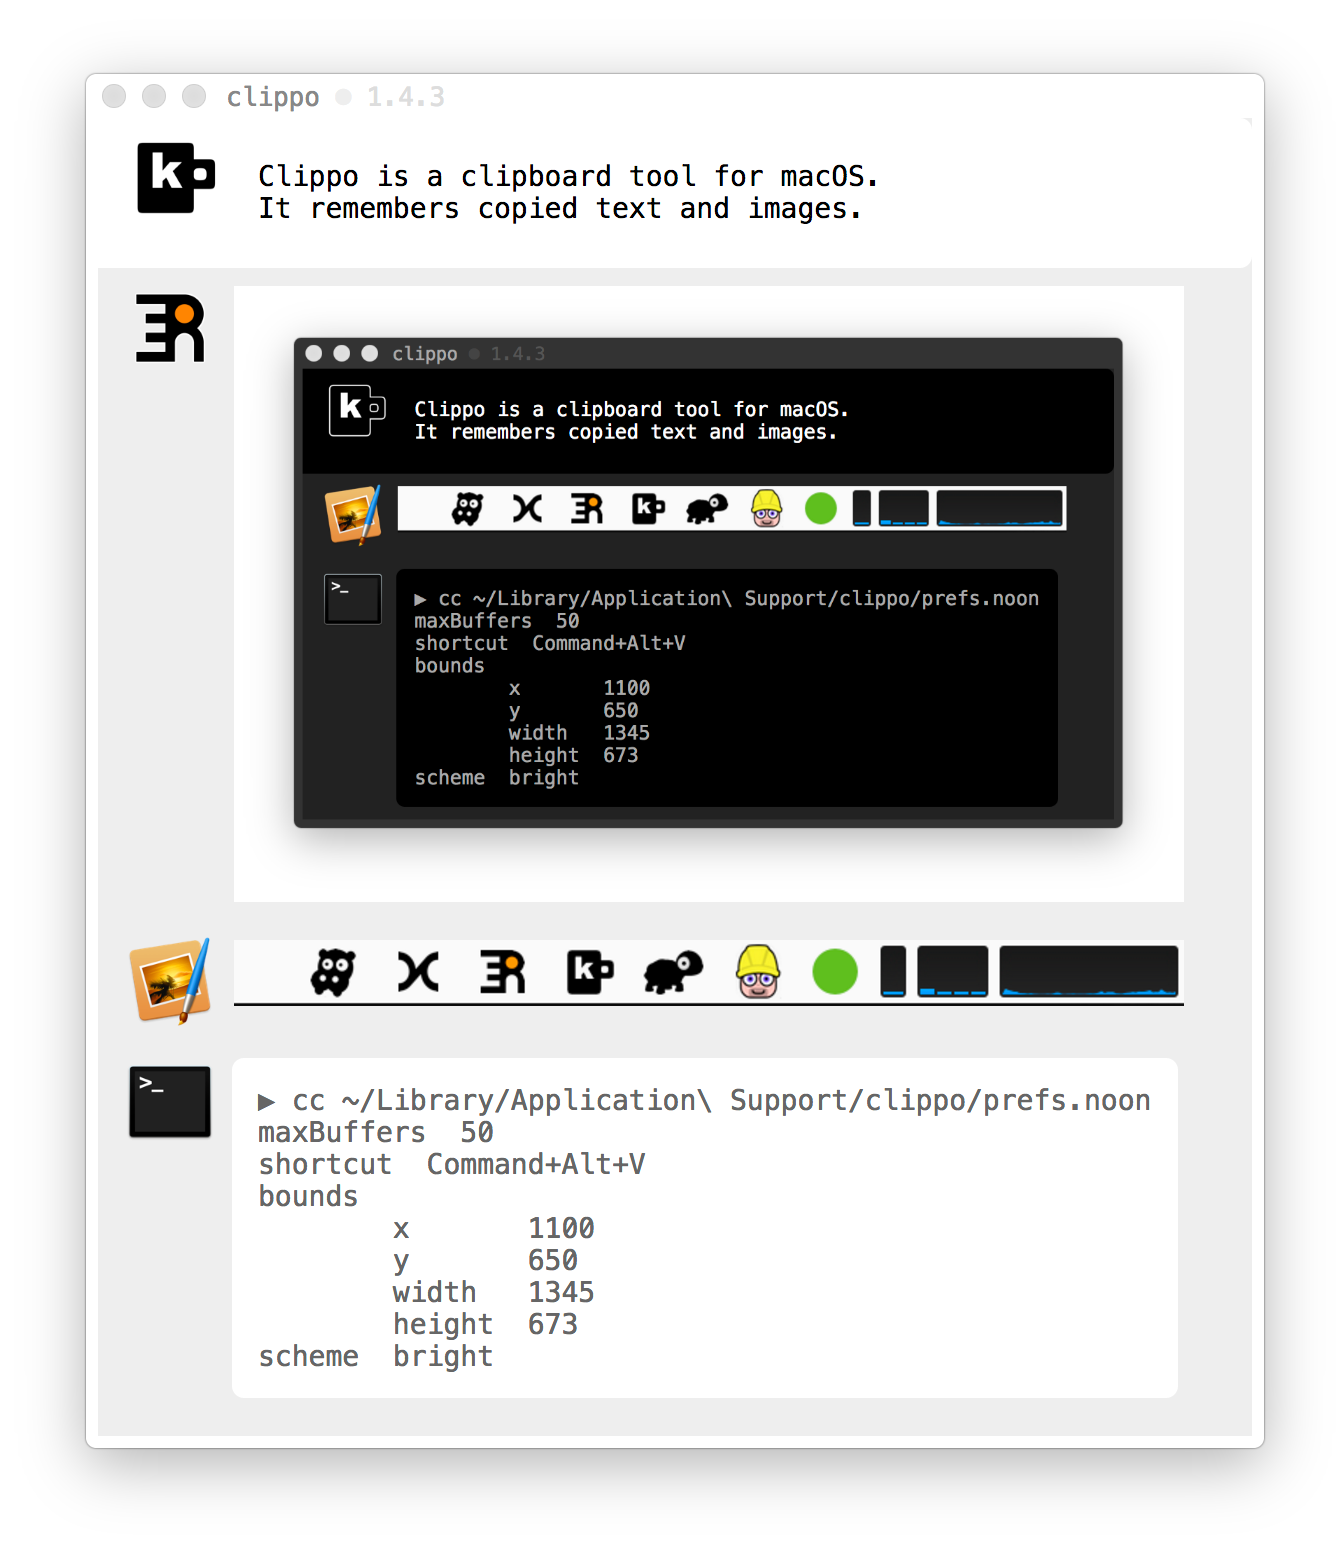 clippo ● 1.4.3
k
Clippo is a clipboard tool for macOS.
It remembers copied text and images.
clippo ● 1.4.3
k
Clippo is a clipboard tool for macOS.
It remembers copied text and images.
k
>_
▶ cc ~/Library/Application\ Support/clippo/prefs.noon
maxBuffers  50
shortcut  Command+Alt+V
bounds
        x       1100
        y       650
        width   1345
        height  673
scheme  bright
k
>_
▶ cc ~/Library/Application\ Support/clippo/prefs.noon
maxBuffers  50
shortcut  Command+Alt+V
bounds
        x       1100
        y       650
        width   1345
        height  673
scheme  bright